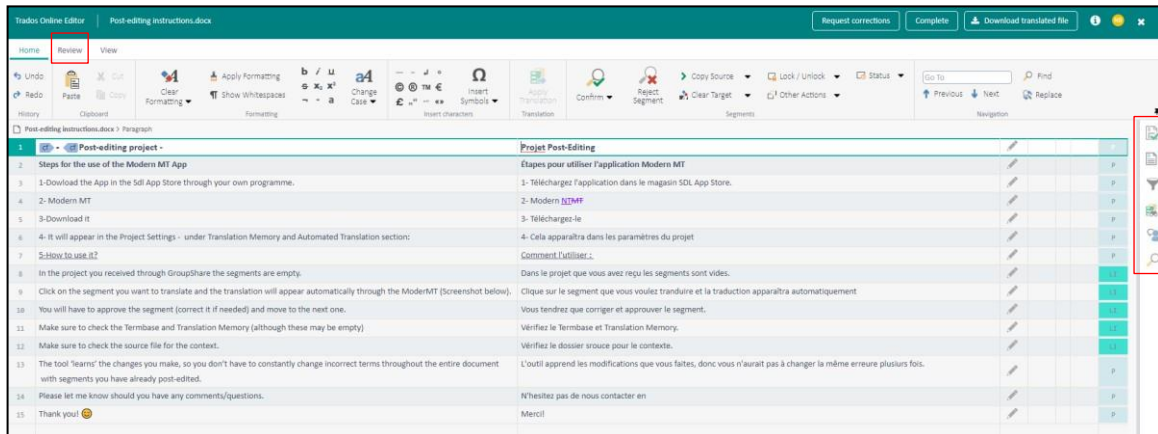 Trados Online Editor Post-editing instructions.docx Request corrections Complete Download translated file
Home Review View
Undo Cut Apply Formatting b / u Go To Find
Redo Paste Copy Clear Formatting Show Whitespaces Change Case Insert Symbols Apply Translation Confirm Reject Segment Copy Source Lock / Unlock Status Previous Next Replace
£ © ® ™ € Ω Clear Target Other Actions
History Clipboard Formatting Insert characters Translation Segments Navigation
Post-editing instructions.docx > Paragraph
1 cf - cf Post-editing project - Projet Post-Editing P
2 Steps for the use of the Modern MT App Étapes pour utiliser l'application Modern MT P
3 1-Dowload the App in the Sdl App Store through your own programme. 1- Téléchargez l'application dans le magasin SDL App Store. P
4 2- Modern MT 2- Modern NTMT P
5 3-Download it 3- Téléchargez-le P
6 4- It will appear in the Project Settings - under Translation Memory and Automated Translation section: 4- Cela apparaîtra dans les paramètres du projet P
7 5-How to use it? Comment l'utiliser : P
8 In the project you received through GroupShare the segments are empty. Dans le projet que vous avez reçu les segments sont vides. LI
9 Click on the segment you want to translate and the translation will appear automatically through the ModerMT (Screenshot below). Clique sur le segment que vous voulez tranduire et la traduction apparaîtra automatiquement LI
10 You will have to approve the segment (correct it if needed) and move to the next one. Vous tendrez que corriger et approuver le segment. LI
11 Make sure to check the Termbase and Translation Memory (although these may be empty) Vérifiez le Termbase et Translation Memory. LI
12 Make sure to check the source file for the context. Vérifiez le dossier srouce pour le contexte. LI
13 The tool 'learns' the changes you make, so you don't have to constantly change incorrect terms throughout the entire document L'outil apprend les modifications que vous faites, donc vous n'aurait pas à changer la même erreure plusiurs fois. P
with segments you have already post-edited.
14 Please let me know should you have any comments/questions. N'hesitez pas de nous contacter en P
15 Thank you! Merci! P